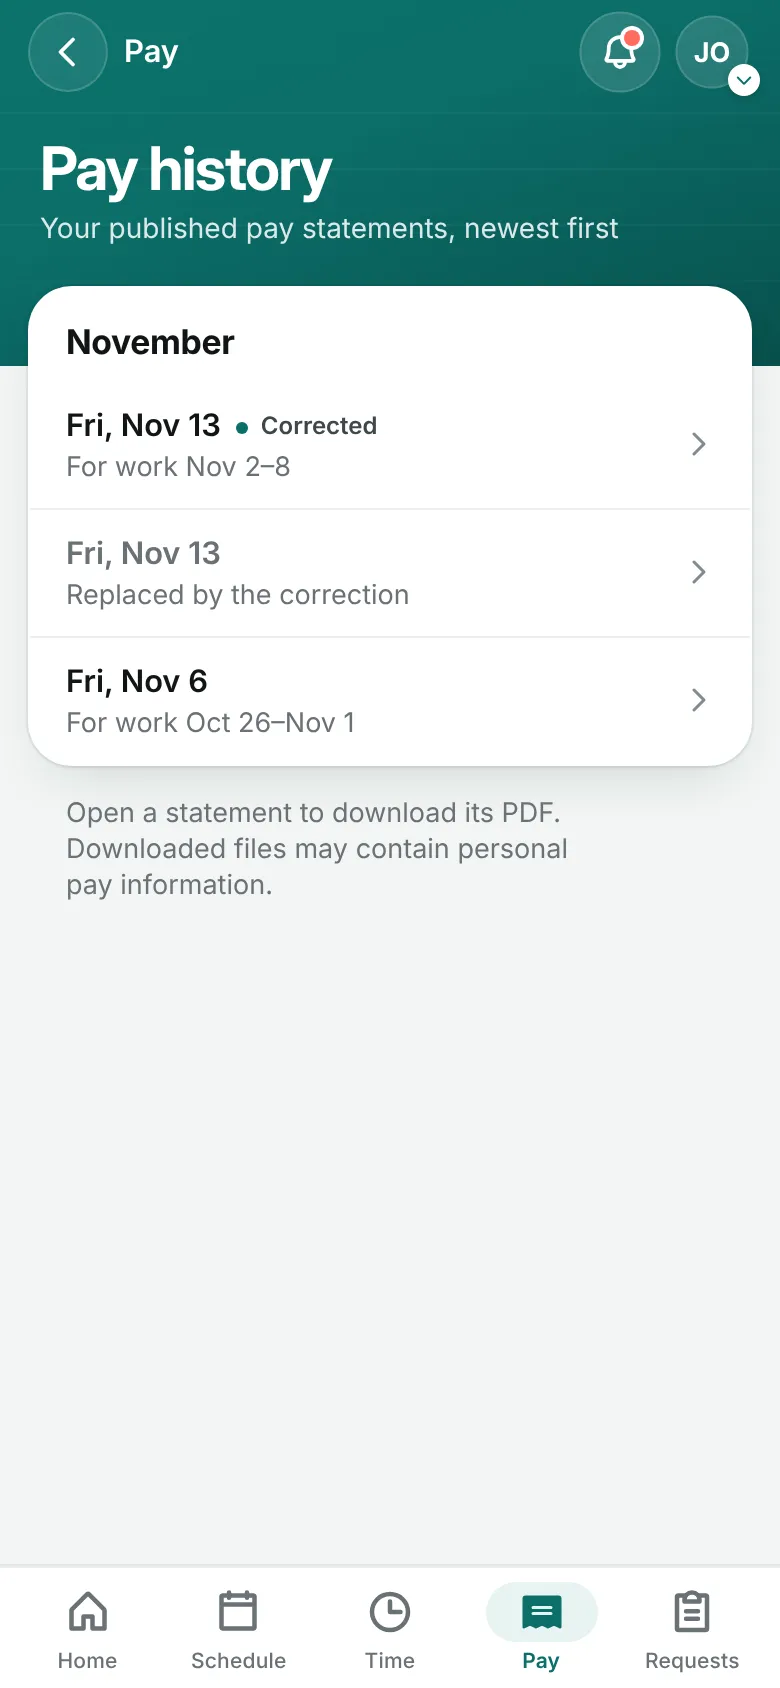 Pay
JO
Pay history
Your published pay statements, newest first
November
Fri, Nov 13 • Corrected
For work Nov 2–8
Fri, Nov 13
Replaced by the correction
Fri, Nov 6
For work Oct 26–Nov 1
Open a statement to download its PDF.
Downloaded files may contain personal
pay information.
Home Schedule Time Pay Requests